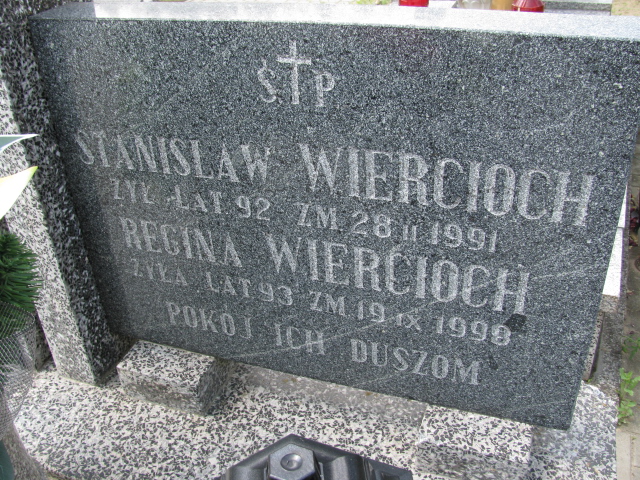 Ś P
STANISŁAW WIERCIOCH
ŻYŁ LAT 92 ZM 28 II 1991
REGINA WIERCIOCH
ŻYŁA LAT 93 ZM 19 IX 1998
POKÓJ ICH DUSZOM